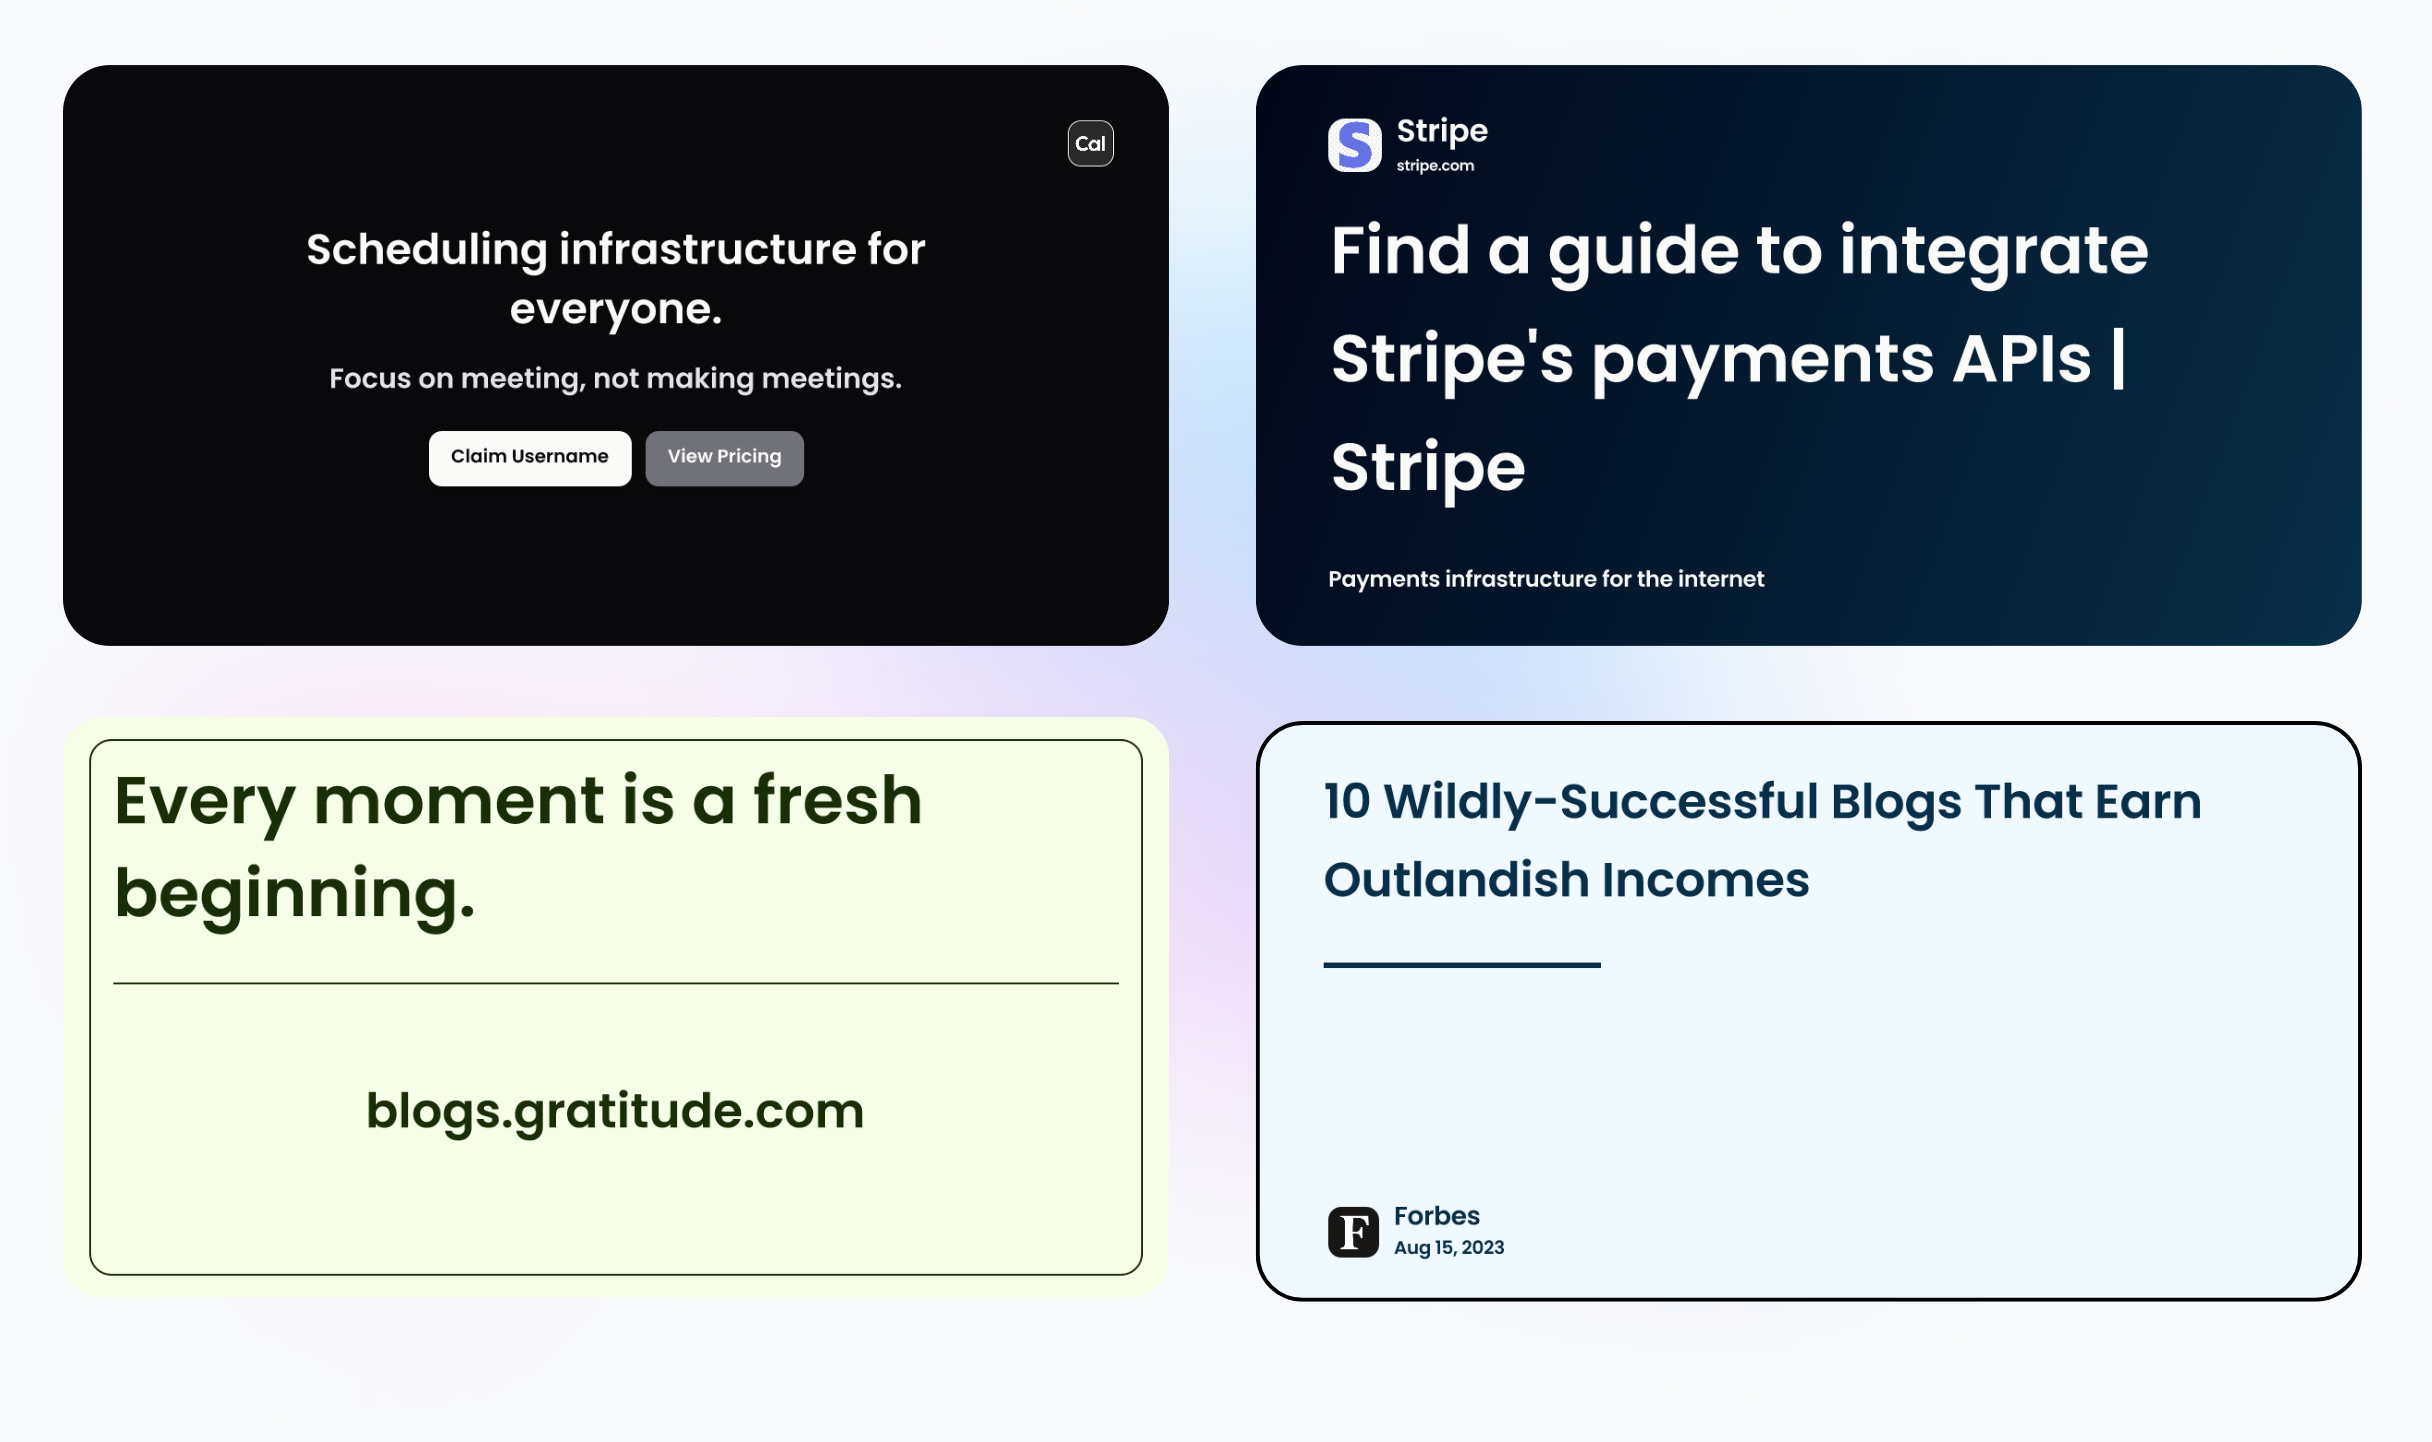 Cal
Scheduling infrastructure for
everyone.
Focus on meeting, not making meetings.
Claim Username
View Pricing
S
Stripe
stripe.com
Find a guide to integrate
Stripe's payments APIs |
Stripe
Payments infrastructure for the internet
Every moment is a fresh
beginning.
blogs.gratitude.com
10 Wildly-Successful Blogs That Earn
Outlandish Incomes
F
Forbes
Aug 15, 2023